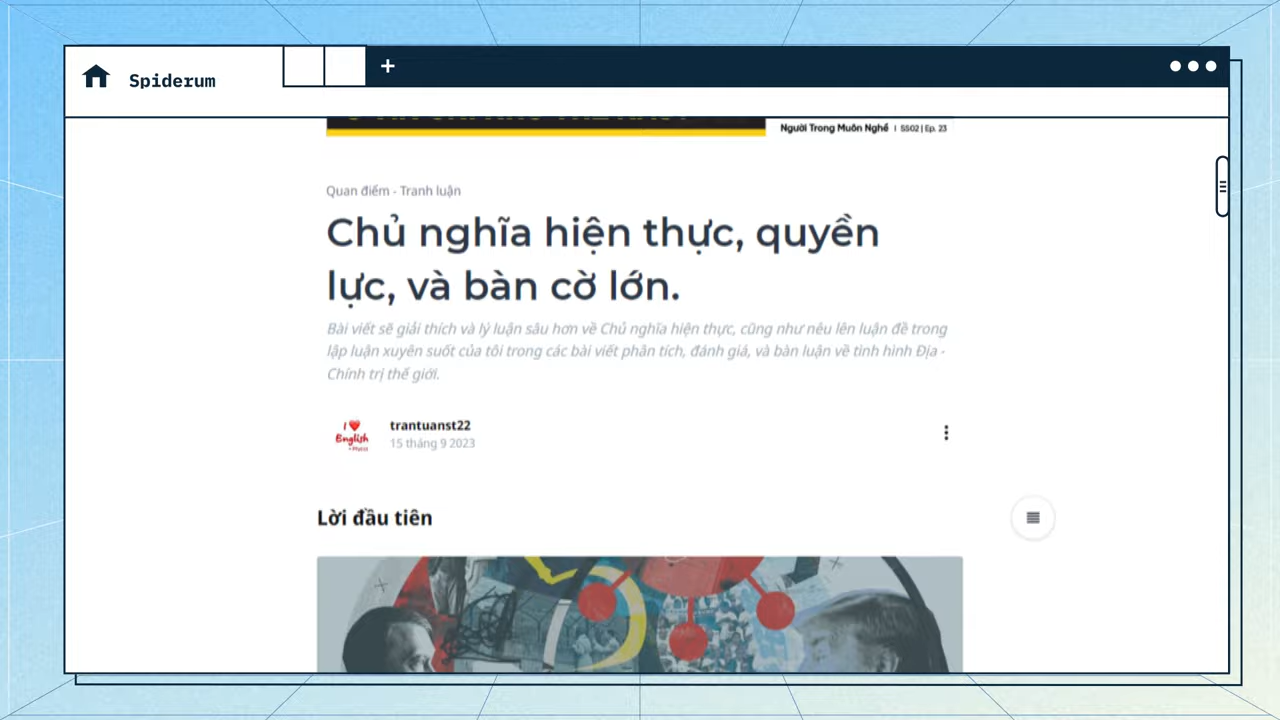 Spiderum
Người Trong Muôn Nghề | SS02 | Ep. 23
Quan điểm - Tranh luận
Chủ nghĩa hiện thực, quyền
lực, và bàn cờ lớn.
Bài viết sẽ giải thích và lý luận sâu hơn về Chủ nghĩa hiện thực, cũng như nêu lên luận đề trong
lập luận xuyên suốt của tôi trong các bài viết phân tích, đánh giá, và bàn luận về tình hình Địa -
Chính trị thế giới.
I ❤️
English
trantuanst22
15 tháng 9 2023
Lời đầu tiên